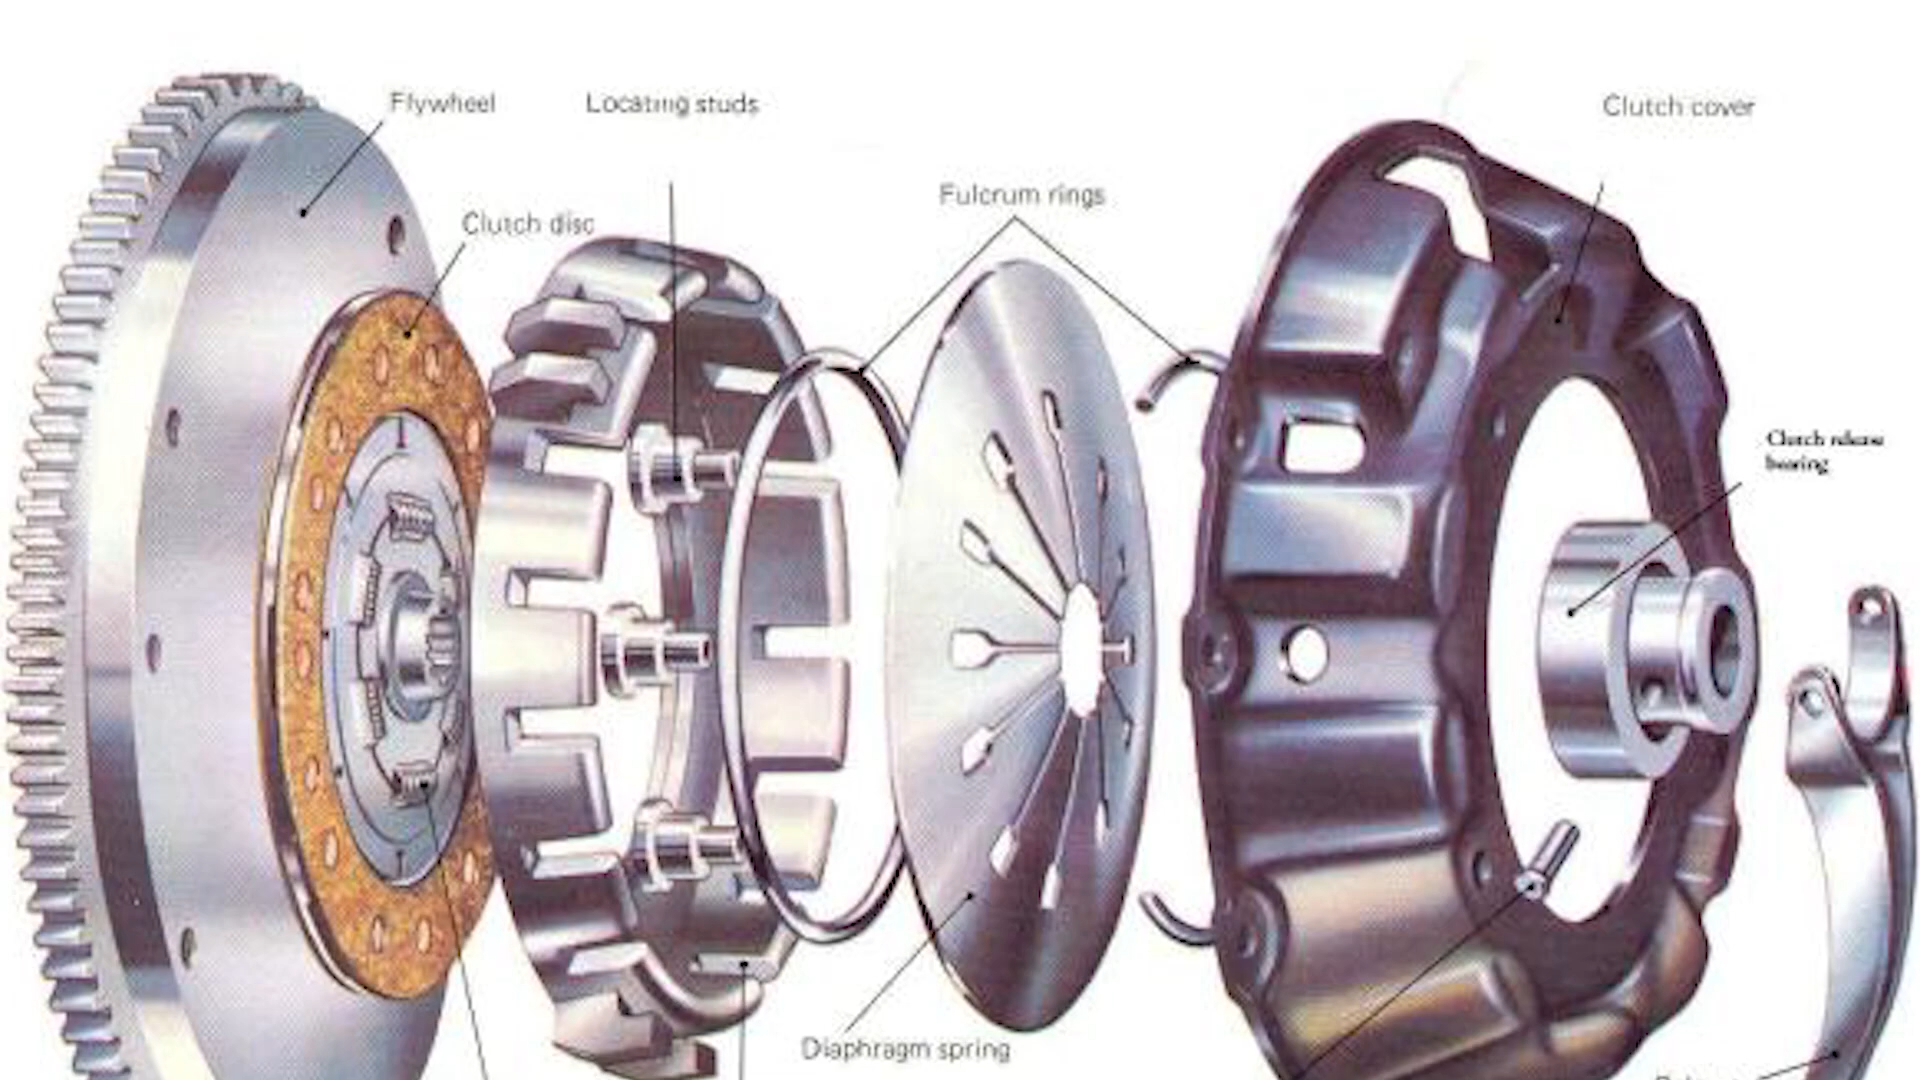 Flywheel
Locating studs
Clutch cover
Clutch disc
Fulcrum rings
Clutch release
bearing
Diaphragm spring